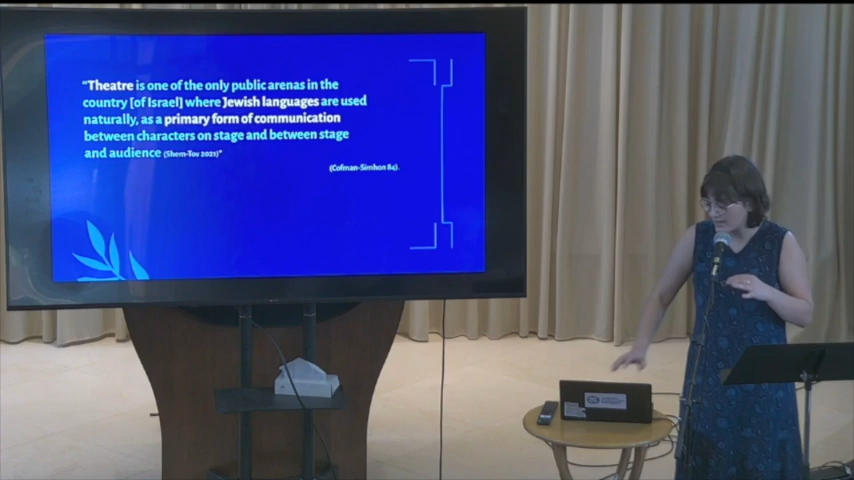 "Theatre is one of the only public arenas in the
country [of Israel] where Jewish languages are used
naturally, as a primary form of communication
between characters on stage and between stage
and audience (Shem-Tov 2021)"
(Cofman-Simhon 84).